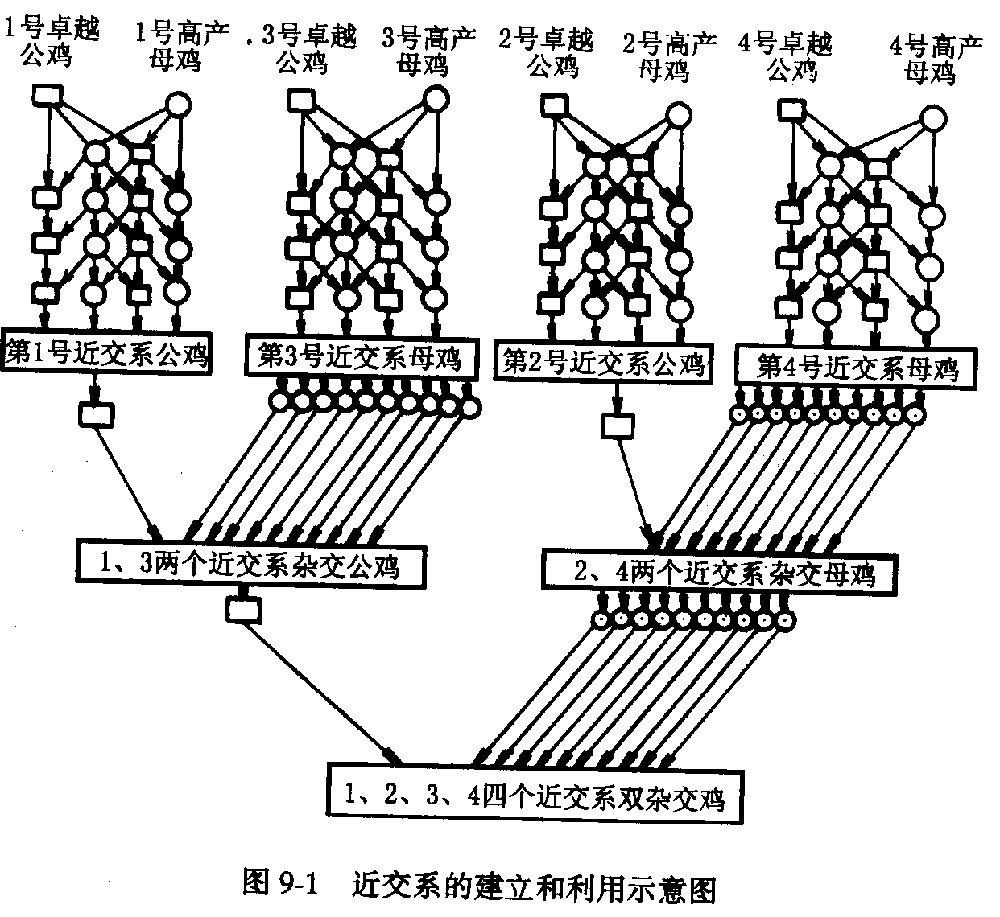 1号卓越
公鸡
1号高产
母鸡
3号卓越
公鸡
3号高产
母鸡
2号卓越
公鸡
2号高产
母鸡
4号卓越
公鸡
4号高产
母鸡
第1号近交系公鸡
第3号近交系母鸡
第2号近交系公鸡
第4号近交系母鸡
1、3两个近交系杂交公鸡
2、4两个近交系杂交母鸡
1、2、3、4四个近交系双杂交鸡
图 9-1 近交系的建立和利用示意图